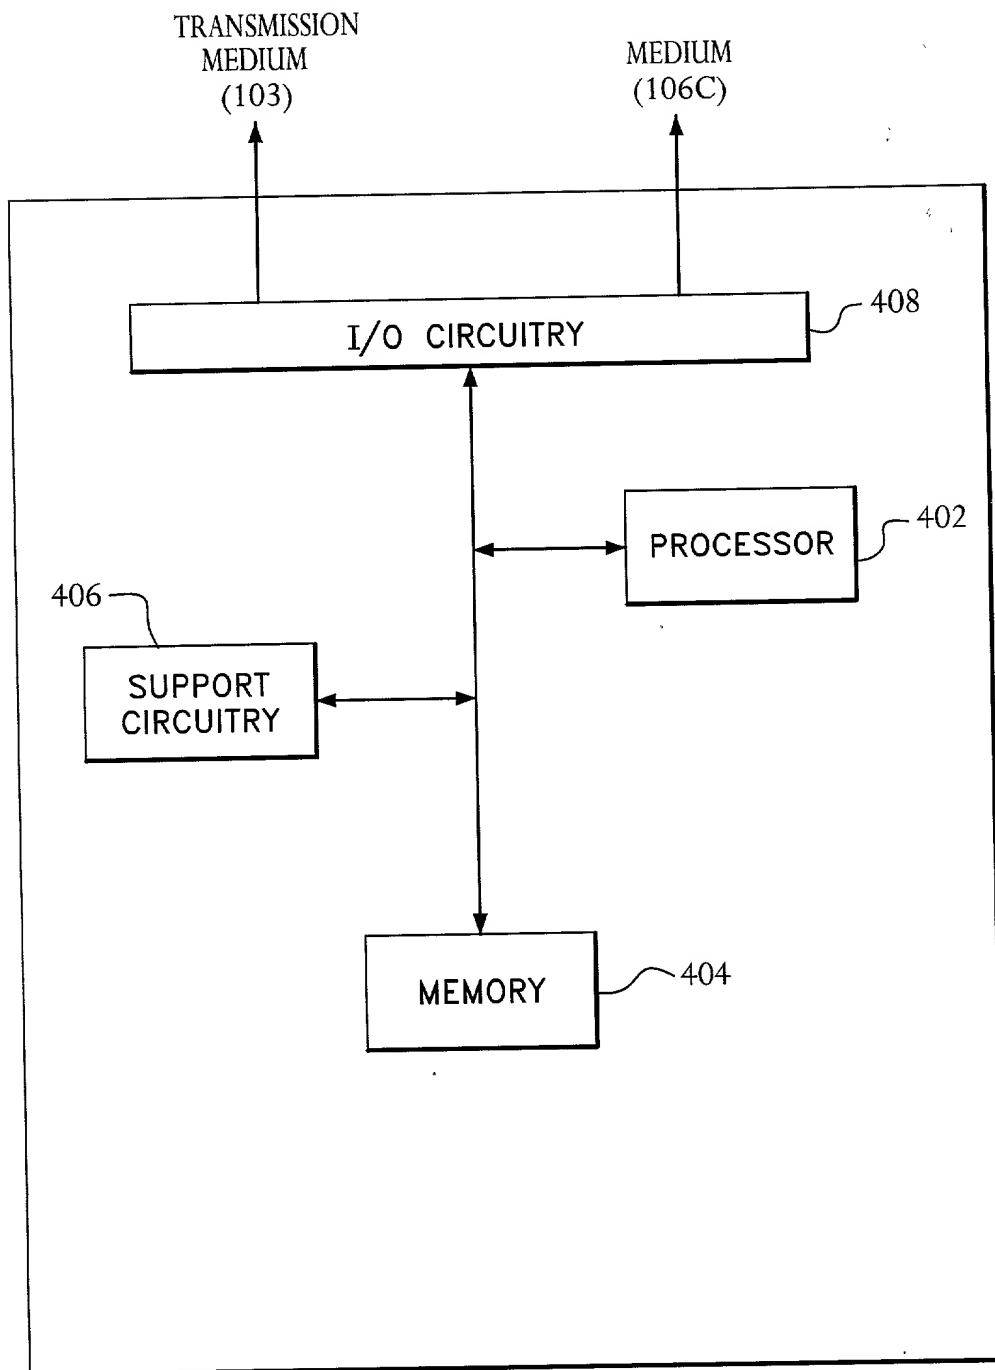 TRANSMISSION
MEDIUM
(103)
MEDIUM
(106C)
I/O CIRCUITRY
408
PROCESSOR
402
406
SUPPORT
CIRCUITRY
MEMORY
404